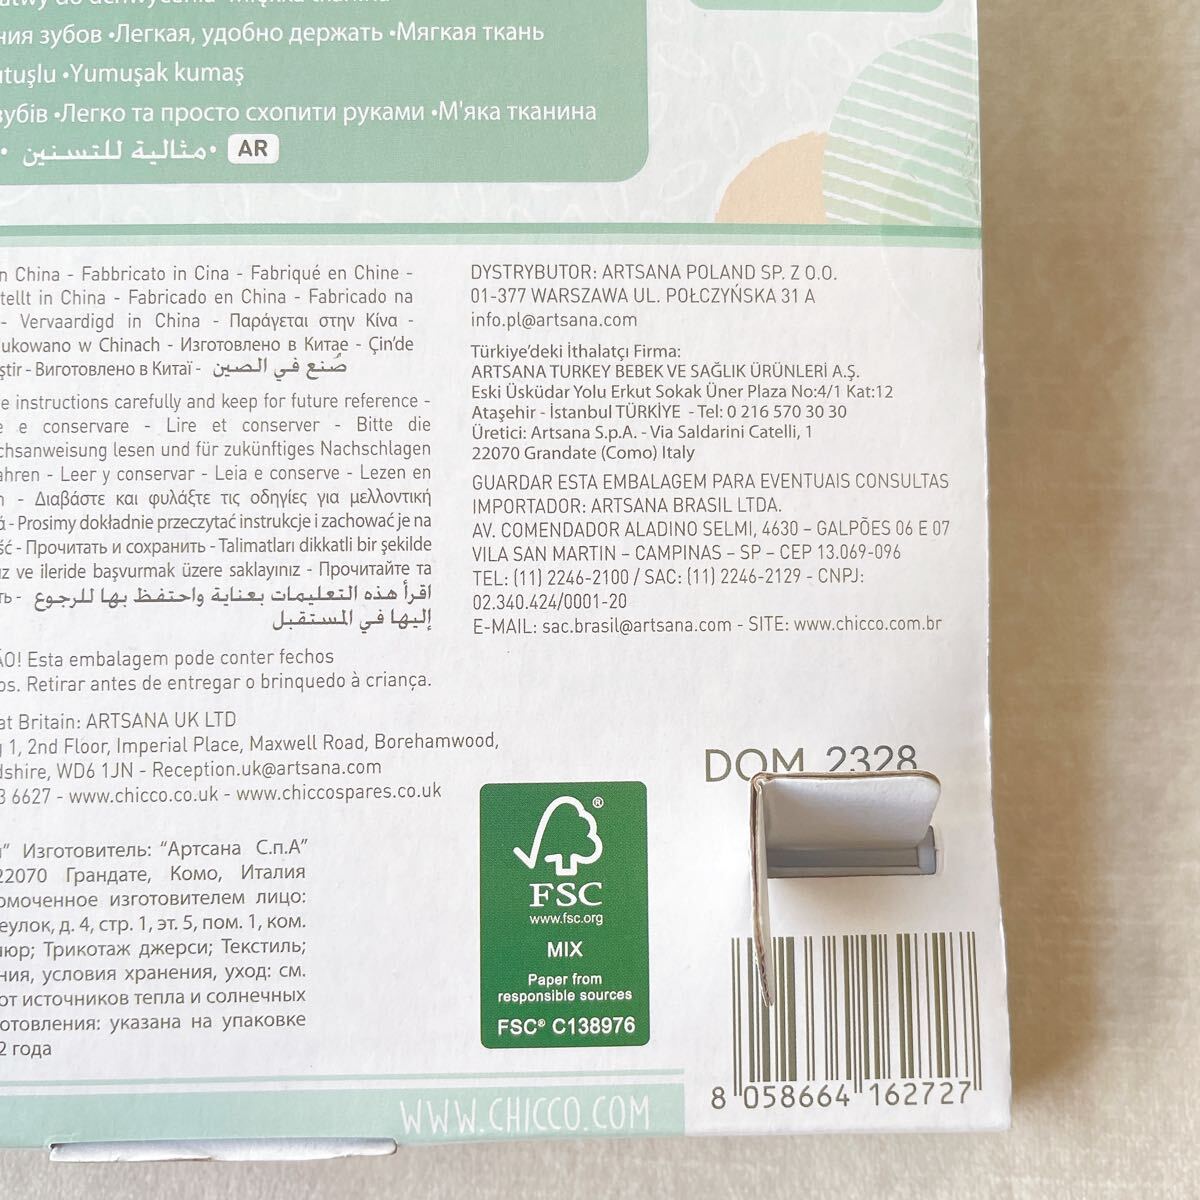 do Miękka tkanina
ния зубов •Легкая, удобно держать •Мягкая ткань
•Yumuşak kumaş
зубів •Легко та просто схопити руками •М'яка тканина
•مثالية للتسنين • AR
in China - Fabbricato in Cina - Fabriqué en Chine -
tellt in China - Fabricado en China - Fabricado na
- Vervaardigd in China - Παράγεται στην Κίνα -
ukowano w Chinach - Изготовлено в Китае - Çin'de
ştir - Виготовлено в Китаї - صُنع في الصين
e instructions carefully and keep for future reference -
e e conservare - Lire et conserver - Bitte die
chsanweisung lesen und für zukünftiges Nachschlagen
ahren - Leer y conservar - Leia e conserve - Lezen en
n - Διαβάστε και φυλάξτε τις οδηγίες για μελλοντική
á - Prosimy dokładnie przeczytać instrukcje i zachować je na
ść - Прочитать и сохранить - Talimatları dikkatli bir şekilde
ız ve ileride başvurmak üzere saklayınız - Прочитайте та
ть - اقرأ هذه التعليمات بعناية واحتفظ بها للرجوع
إليها في المستقبل
ÃO! Esta embalagem pode conter fechos
os. Retirar antes de entregar o brinquedo à criança.
at Britain: ARTSANA UK LTD
g 1, 2nd Floor, Imperial Place, Maxwell Road, Borehamwood,
dshire, WD6 1JN - Reception.uk@artsana.com
3 6627 - www.chicco.co.uk - www.chiccospares.co.uk
” Изготовитель: “Артсана С.п.А”
22070 Грандате, Комо, Италия
омоченное изготовителем лицо:
еулок, д. 4, стр. 1, эт. 5, пом. 1, ком.
люр; Трикотаж джерси; Текстиль;
ния, условия хранения, уход: см.
от источников тепла и солнечных
отовления: указана на упаковке
2 года
DYSTRYBUTOR: ARTSANA POLAND SP. Z O.O.
01-377 WARSZAWA UL. POŁCZYŃSKA 31 A
info.pl@artsana.com
Türkiye'deki İthalatçı Firma:
ARTSANA TURKEY BEBEK VE SAĞLIK ÜRÜNLERİ A.Ş.
Eski Üsküdar Yolu Erkut Sokak Üner Plaza No:4/1 Kat:12
Ataşehir - İstanbul TÜRKİYE - Tel: 0 216 570 30 30
Üretici: Artsana S.p.A. - Via Saldarini Catelli, 1
22070 Grandate (Como) Italy
GUARDAR ESTA EMBALAGEM PARA EVENTUAIS CONSULTAS
IMPORTADOR: ARTSANA BRASIL LTDA.
AV. COMENDADOR ALADINO SELMI, 4630 – GALPÕES 06 E 07
VILA SAN MARTIN – CAMPINAS – SP – CEP 13.069-096
TEL: (11) 2246-2100 / SAC: (11) 2246-2129 - CNPJ:
02.340.424/0001-20
E-MAIL: sac.brasil@artsana.com - SITE: www.chicco.com.br
DOM 2328
®
FSC
www.fsc.org
MIX
Paper from
responsible sources
FSC® C138976
8 058664 162727
WWW.CHICCO.COM